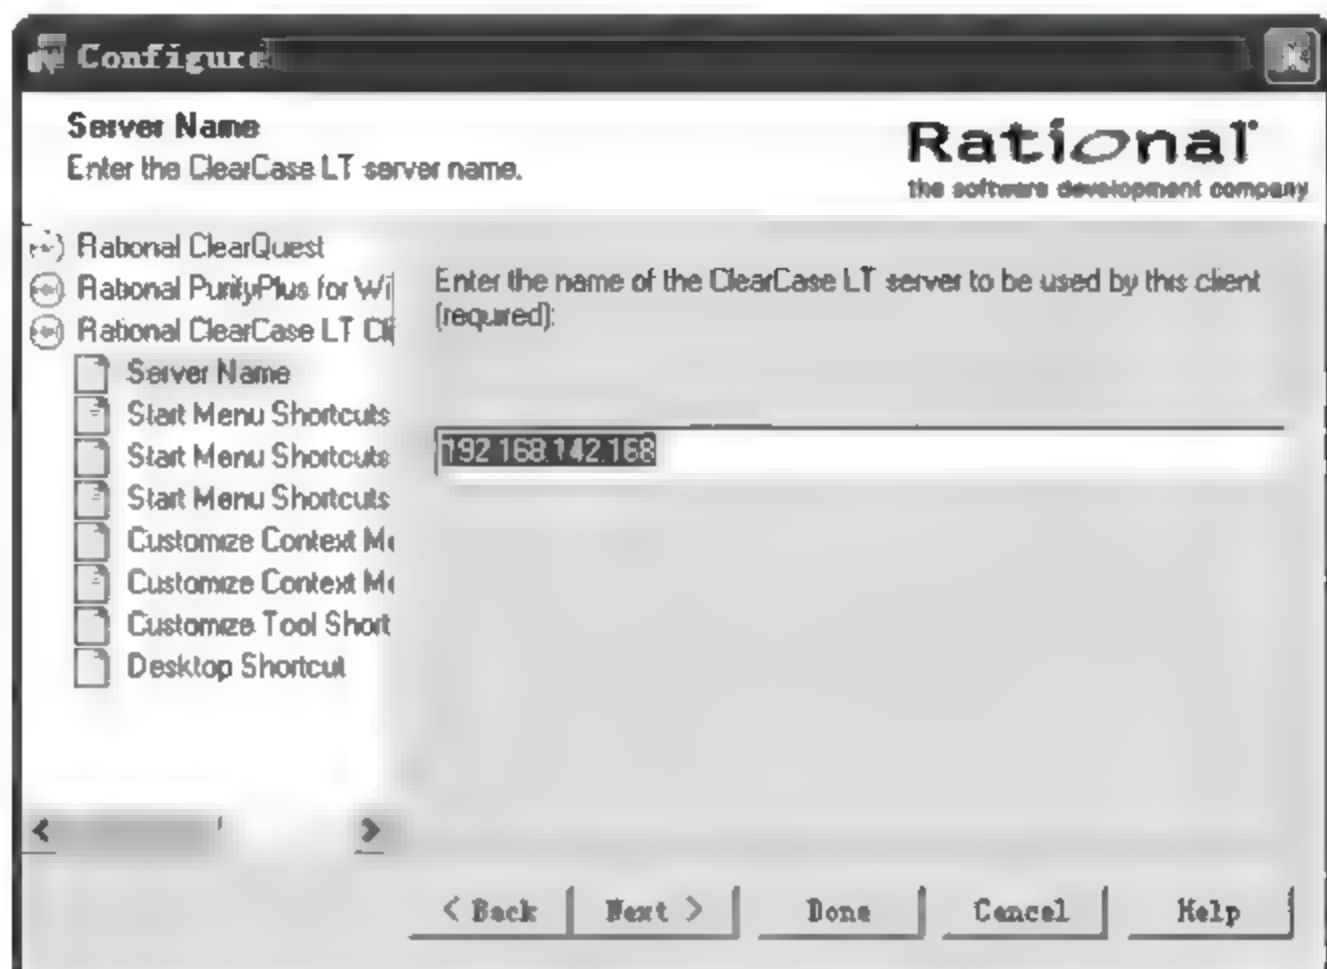 Configure
Server Name
Enter the ClearCase LT server name.
Rational
the software development company
Rational ClearQuest
Rational PurifyPlus for Wi
Rational ClearCase LT Cli
Server Name
Start Menu Shortcuts
Start Menu Shortcuts
Start Menu Shortcuts
Customize Context Me
Customize Context Me
Customize Tool Short
Desktop Shortcut
Enter the name of the ClearCase LT server to be used by this client
(required):
192.168.142.168
< Back
Next >
Done
Cancel
Help